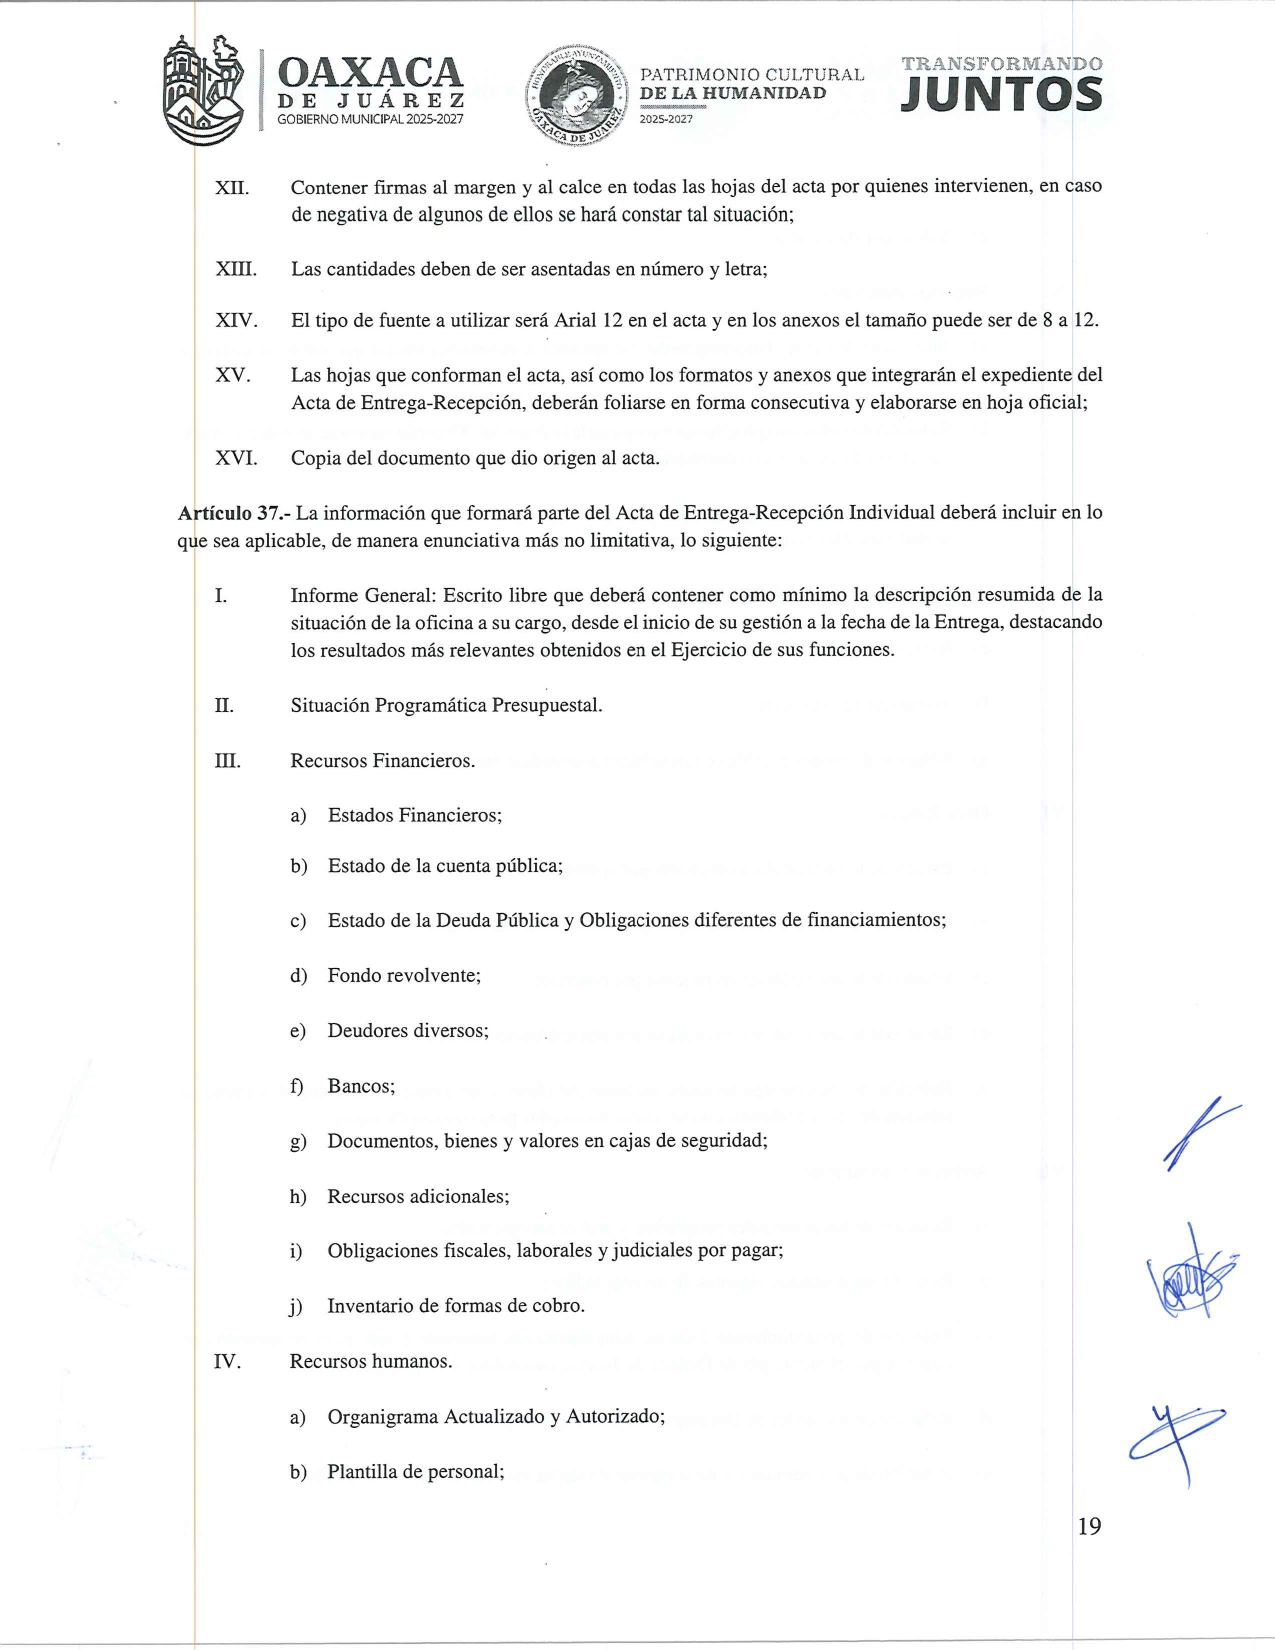 OAXACA
DE JUÁREZ
GOBIERNO MUNICIPAL 2025-2027
HONORABLE AYUNTAMIENTO
OAXACA DE JUÁREZ
PATRIMONIO CULTURAL
DE LA HUMANIDAD
2025-2027
TRANSFORMANDO
JUNTOS
XII. Contener firmas al margen y al calce en todas las hojas del acta por quienes intervienen, en caso
de negativa de algunos de ellos se hará constar tal situación;
XIII. Las cantidades deben de ser asentadas en número y letra;
XIV. El tipo de fuente a utilizar será Arial 12 en el acta y en los anexos el tamaño puede ser de 8 a 12.
XV. Las hojas que conforman el acta, así como los formatos y anexos que integrarán el expediente del
Acta de Entrega-Recepción, deberán foliarse en forma consecutiva y elaborarse en hoja oficial;
XVI. Copia del documento que dio origen al acta.
Artículo 37.- La información que formará parte del Acta de Entrega-Recepción Individual deberá incluir en lo
que sea aplicable, de manera enunciativa más no limitativa, lo siguiente:
I. Informe General: Escrito libre que deberá contener como mínimo la descripción resumida de la
situación de la oficina a su cargo, desde el inicio de su gestión a la fecha de la Entrega, destacando
los resultados más relevantes obtenidos en el Ejercicio de sus funciones.
II. Situación Programática Presupuestal.
III. Recursos Financieros.
a) Estados Financieros;
b) Estado de la cuenta pública;
c) Estado de la Deuda Pública y Obligaciones diferentes de financiamientos;
d) Fondo revolvente;
e) Deudores diversos;
f) Bancos;
g) Documentos, bienes y valores en cajas de seguridad;
h) Recursos adicionales;
i) Obligaciones fiscales, laborales y judiciales por pagar;
j) Inventario de formas de cobro.
IV. Recursos humanos.
a) Organigrama Actualizado y Autorizado;
b) Plantilla de personal;
19